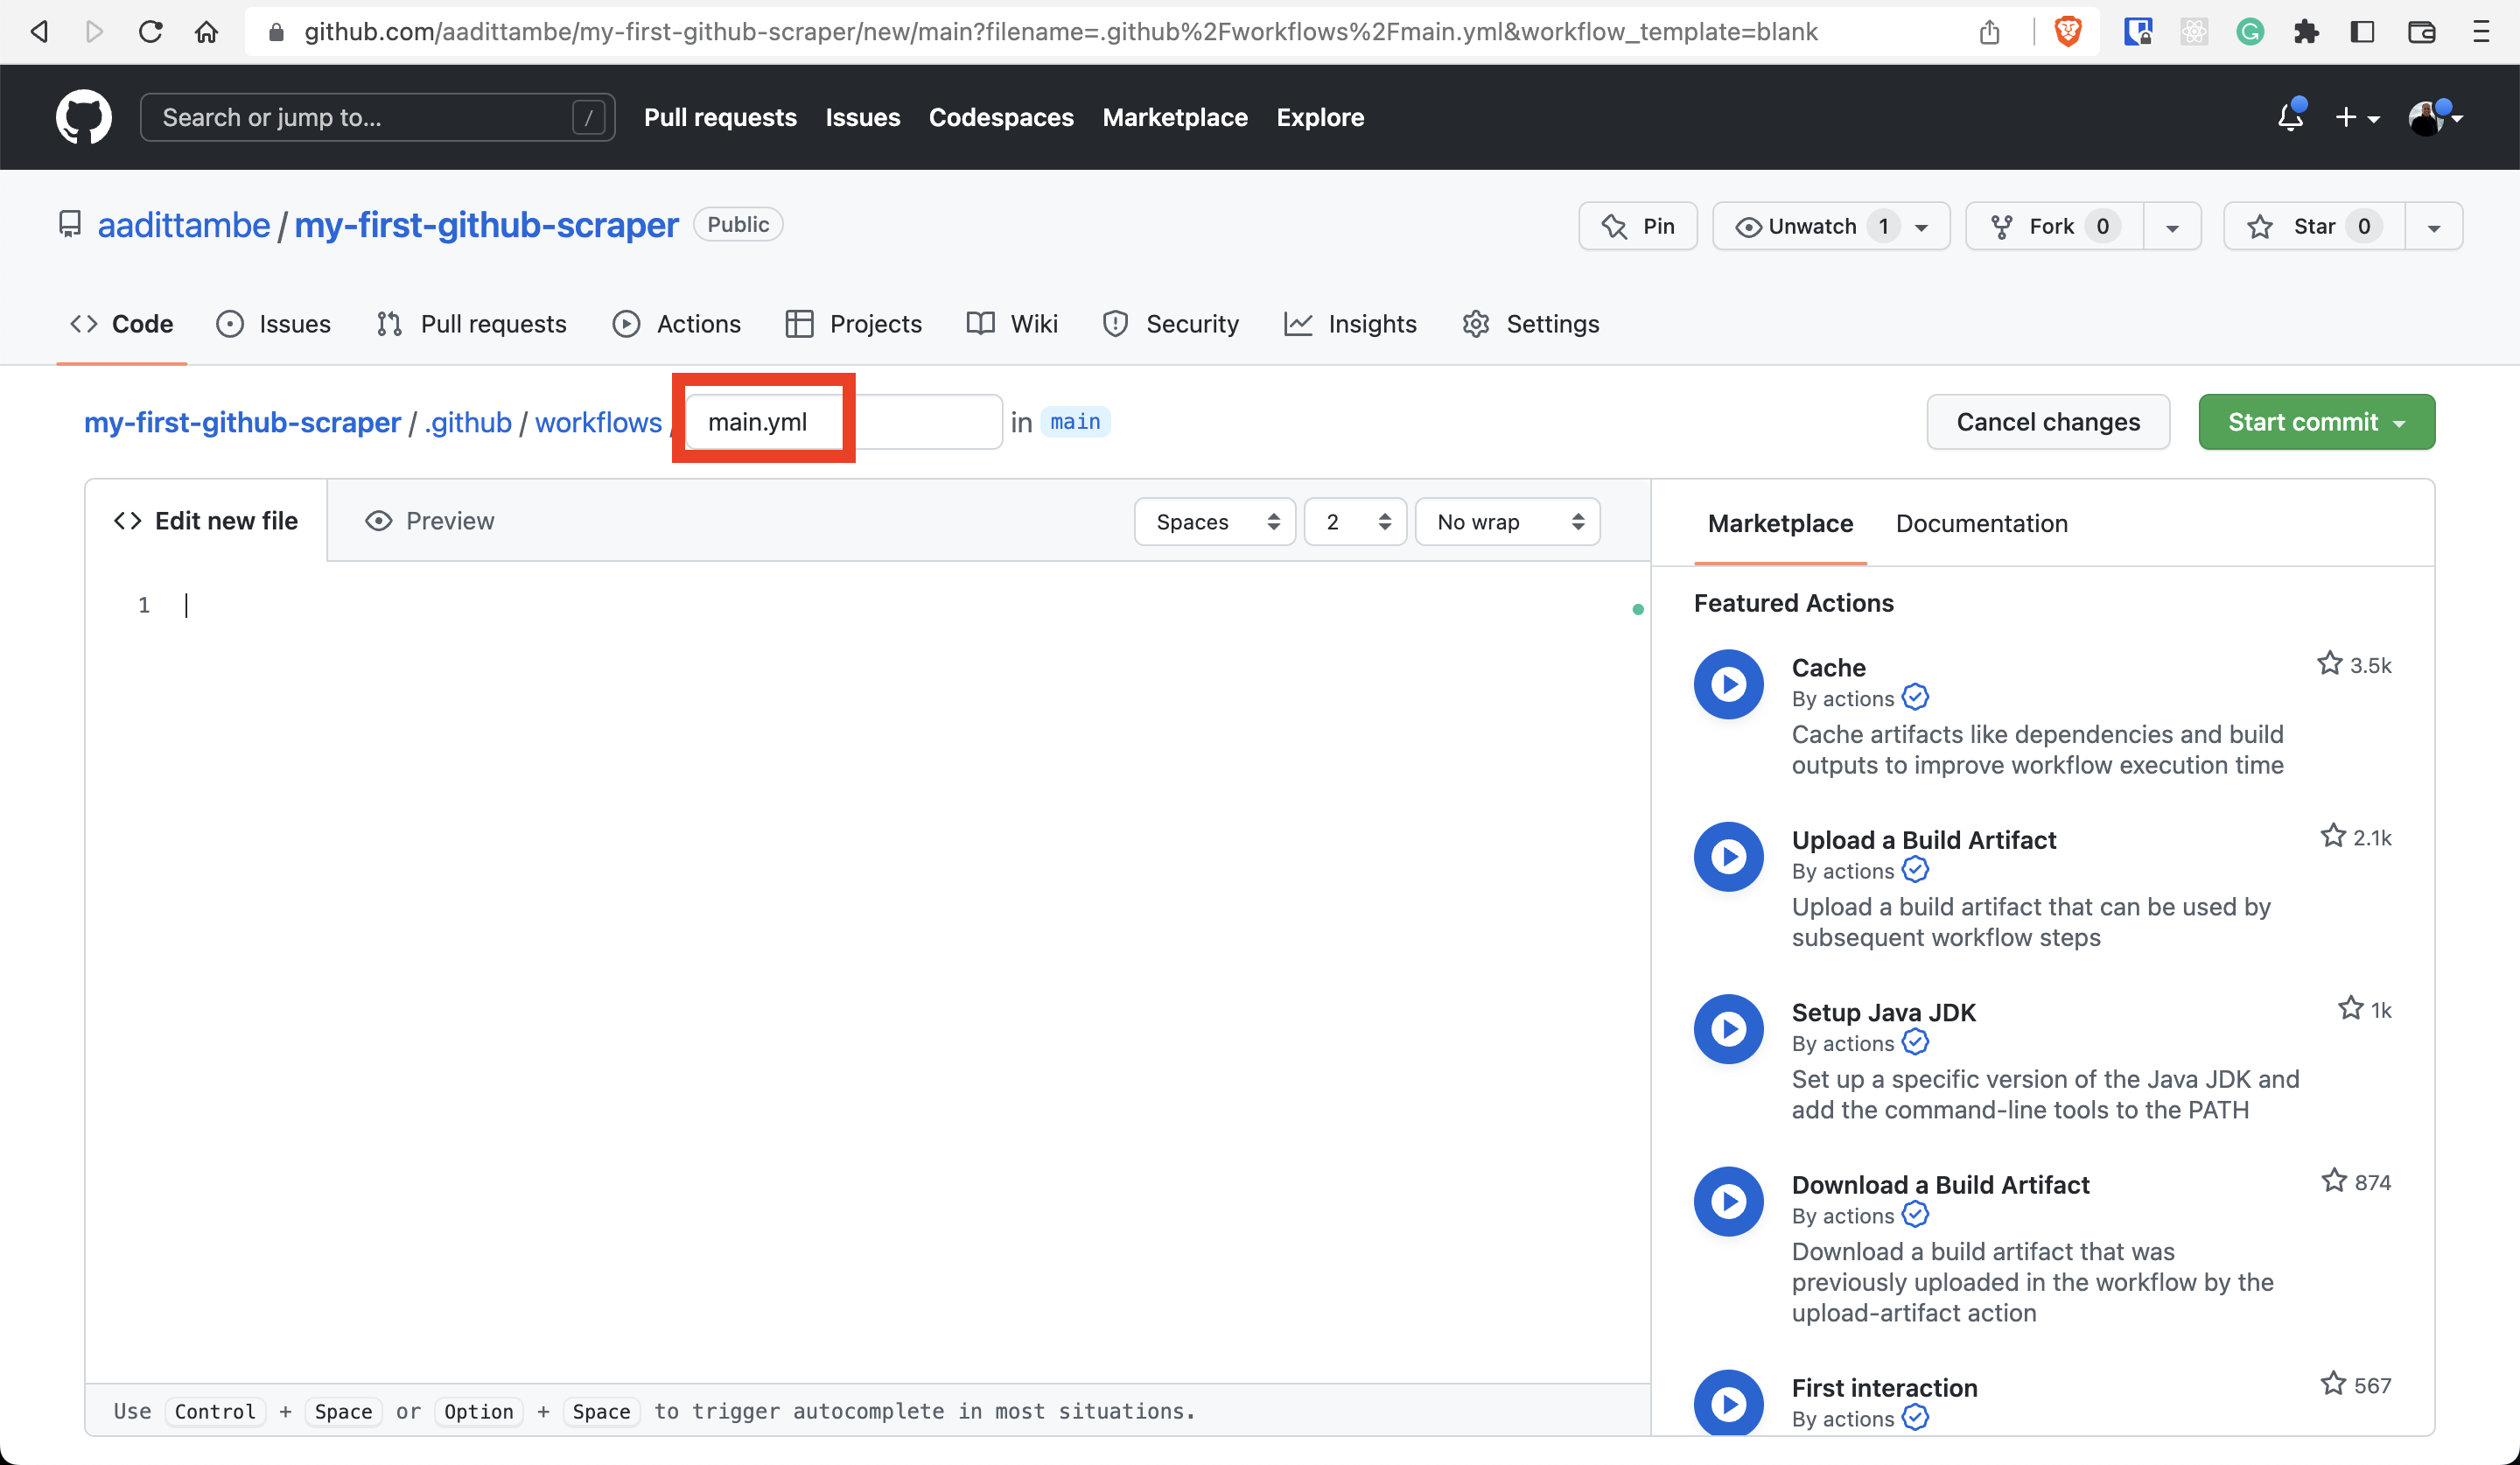 github.com/aadittambe/my-first-github-scraper/new/main?filename=.github%2Fworkflows%2Fmain.yml&workflow_template=blank
Search or jump to... /
Pull requests Issues Codespaces Marketplace Explore
aadittambe / my-first-github-scraper Public
Pin Unwatch 1 Fork 0 Star 0
Code Issues Pull requests Actions Projects Wiki Security Insights Settings
my-first-github-scraper / .github / workflows / main.yml in main
Cancel changes Start commit
Edit new file Preview
Spaces 2 No wrap
1
Marketplace Documentation
Featured Actions
Cache 3.5k
By actions
Cache artifacts like dependencies and build
outputs to improve workflow execution time
Upload a Build Artifact 2.1k
By actions
Upload a build artifact that can be used by
subsequent workflow steps
Setup Java JDK 1k
By actions
Set up a specific version of the Java JDK and
add the command-line tools to the PATH
Download a Build Artifact 874
By actions
Download a build artifact that was
previously uploaded in the workflow by the
upload-artifact action
First interaction 567
By actions
Use Control + Space or Option + Space to trigger autocomplete in most situations.